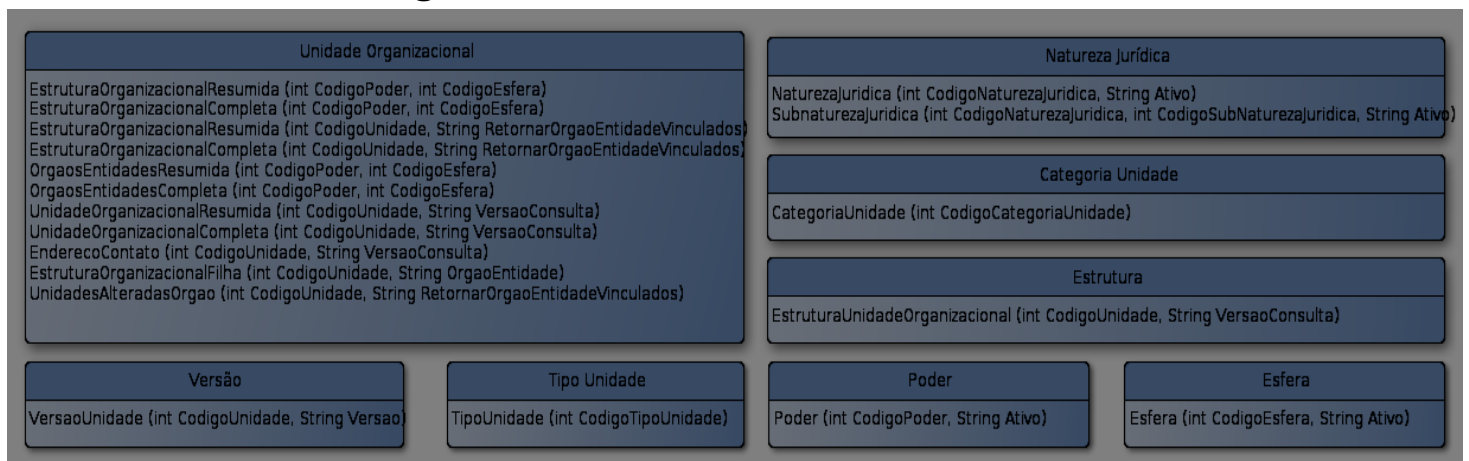 Unidade Organizacional
EstruturaOrganizacionalResumida (int CodigoPoder, int CodigoEsfera)
EstruturaOrganizacionalCompleta (int CodigoPoder, int CodigoEsfera)
EstruturaOrganizacionalResumida (int CodigoUnidade, String RetornarOrgaoEntidadeVinculados)
EstruturaOrganizacionalCompleta (int CodigoUnidade, String RetornarOrgaoEntidadeVinculados)
OrgaosEntidadesResumida (int CodigoPoder, int CodigoEsfera)
OrgaosEntidadesCompleta (int CodigoPoder, int CodigoEsfera)
UnidadeOrganizacionalResumida (int CodigoUnidade, String VersaoConsulta)
UnidadeOrganizacionalCompleta (int CodigoUnidade, String VersaoConsulta)
EnderecoContato (int CodigoUnidade, String VersaoConsulta)
EstruturaOrganizacionalFilha (int CodigoUnidade, String OrgaoEntidade)
UnidadesAlteradasOrgao (int CodigoUnidade, String RetornarOrgaoEntidadeVinculados)
Natureza Jurídica
NaturezaJuridica (int CodigoNaturezaJuridica, String Ativo)
SubnaturezaJuridica (int CodigoNaturezaJuridica, int CodigoSubNaturezaJuridica, String Ativo)
Categoria Unidade
CategoriaUnidade (int CodigoCategoriaUnidade)
Estrutura
EstruturaUnidadeOrganizacional (int CodigoUnidade, String VersaoConsulta)
Versão
VersaoUnidade (int CodigoUnidade, String Versao)
Tipo Unidade
TipoUnidade (int CodigoTipoUnidade)
Poder
Poder (int CodigoPoder, String Ativo)
Esfera
Esfera (int CodigoEsfera, String Ativo)